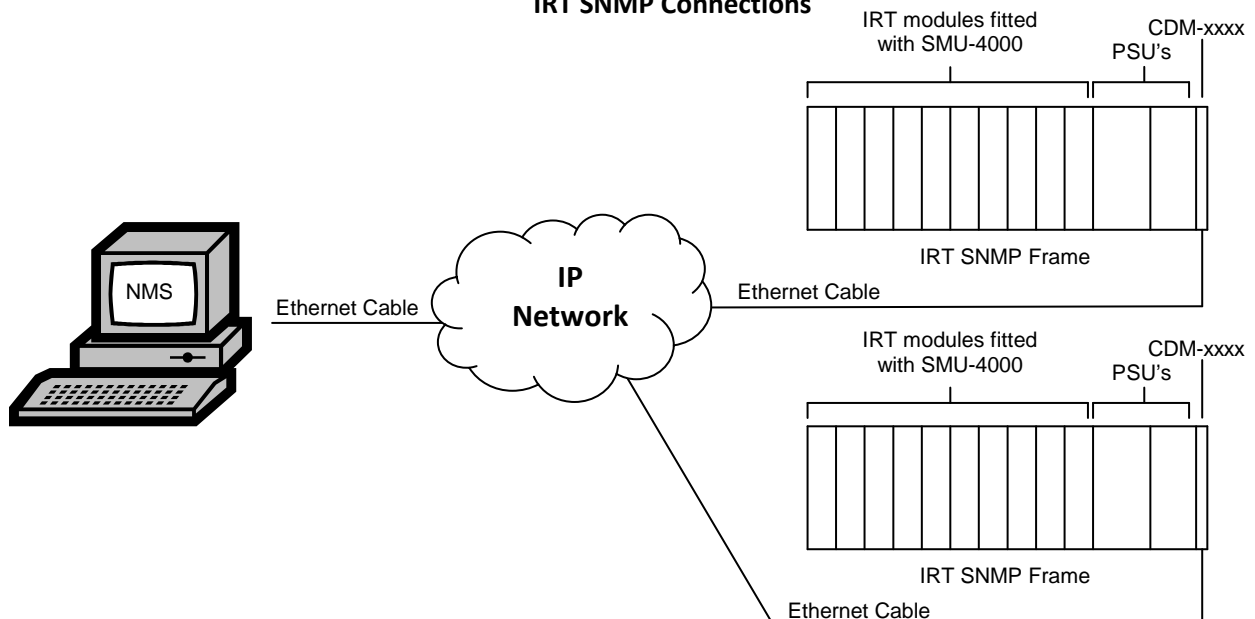 IRT SNMP Connections
IRT modules fitted
with SMU-4000
PSU's
CDM-xxxx
IRT SNMP Frame
NMS
Ethernet Cable
IP
Network
Ethernet Cable
IRT modules fitted
with SMU-4000
PSU's
CDM-xxxx
IRT SNMP Frame
Ethernet Cable